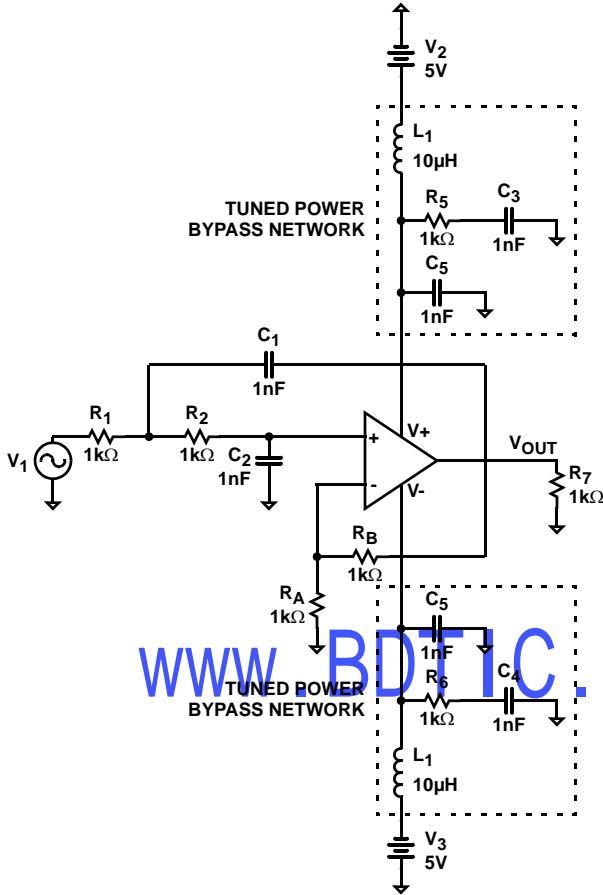 V2
5V
L1
10µH
TUNED POWER
BYPASS NETWORK
R5
1kΩ
C3
1nF
C5
1nF
C1
1nF
R1
1kΩ
R2
1kΩ
C2
1nF
V1
+
-
V+
V-
VOUT
R7
1kΩ
RB
1kΩ
RA
1kΩ
C5
1nF
www.BDTIC.
TUNED POWER
BYPASS NETWORK
R6
1kΩ
C4
1nF
L1
10µH
V3
5V